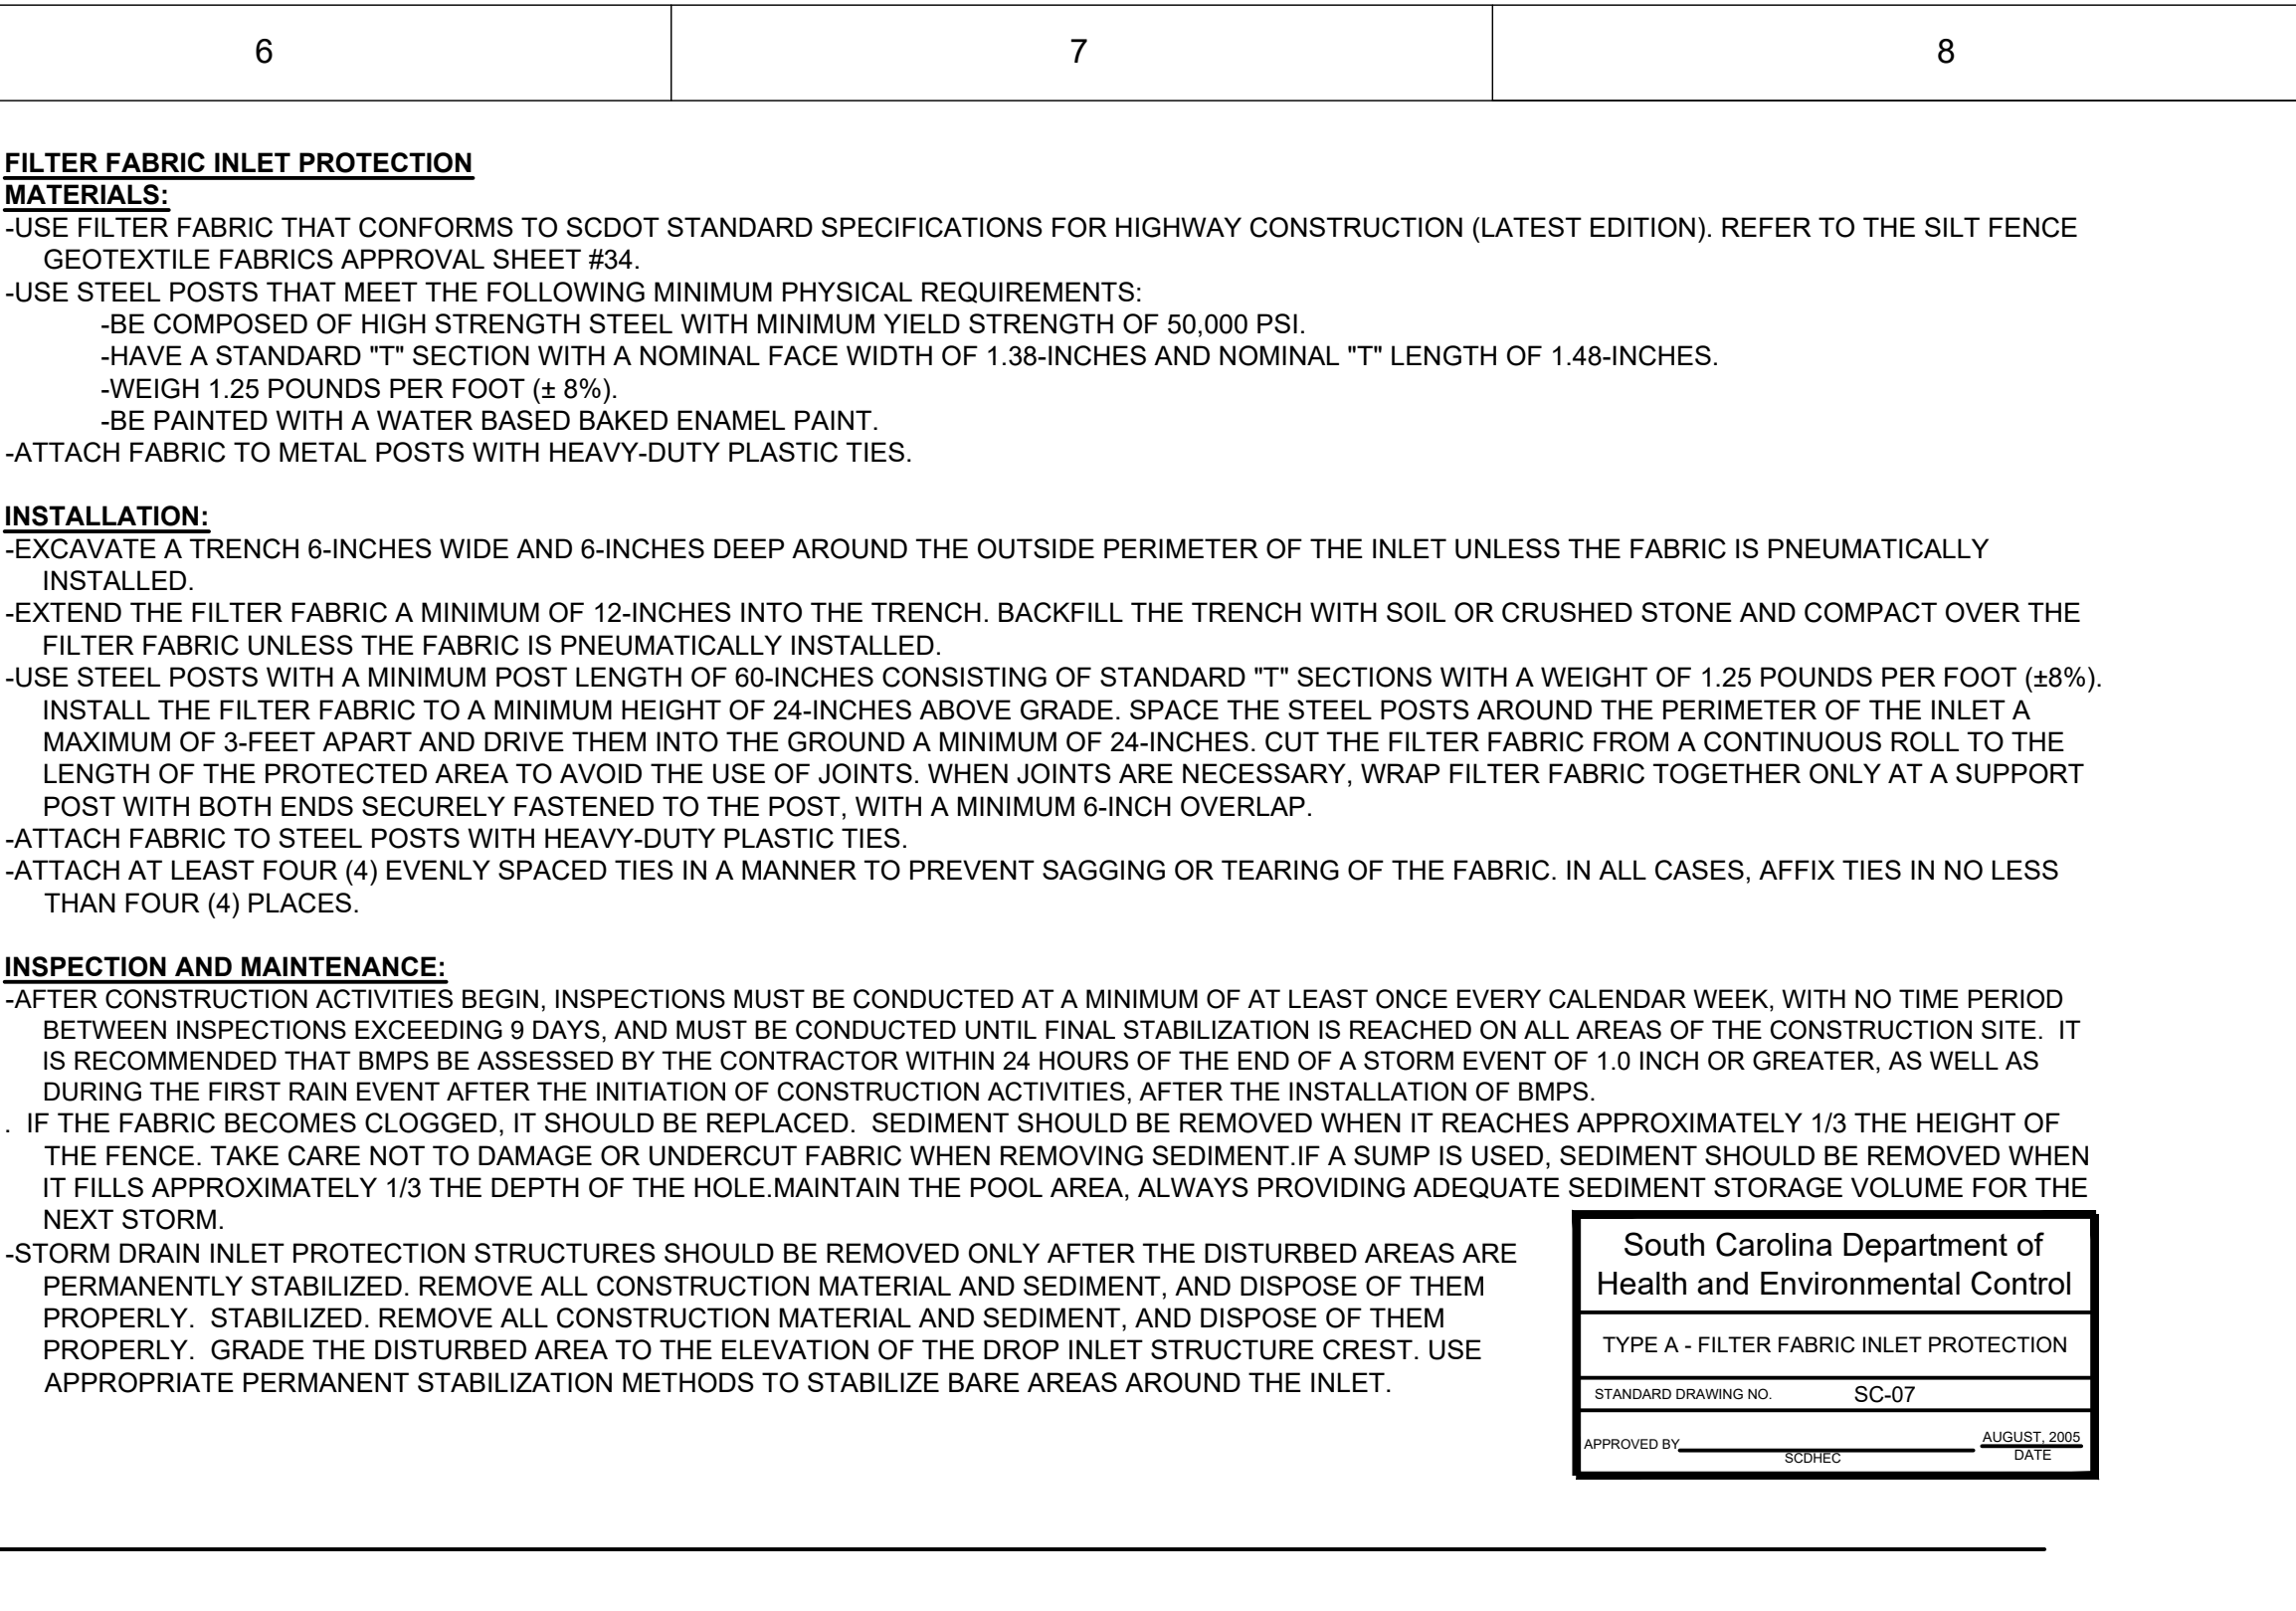 6
7
8
FILTER FABRIC INLET PROTECTION
MATERIALS:
-USE FILTER FABRIC THAT CONFORMS TO SCDOT STANDARD SPECIFICATIONS FOR HIGHWAY CONSTRUCTION (LATEST EDITION). REFER TO THE SILT FENCE
GEOTEXTILE FABRICS APPROVAL SHEET #34.
-USE STEEL POSTS THAT MEET THE FOLLOWING MINIMUM PHYSICAL REQUIREMENTS:
-BE COMPOSED OF HIGH STRENGTH STEEL WITH MINIMUM YIELD STRENGTH OF 50,000 PSI.
-HAVE A STANDARD "T" SECTION WITH A NOMINAL FACE WIDTH OF 1.38-INCHES AND NOMINAL "T" LENGTH OF 1.48-INCHES.
-WEIGH 1.25 POUNDS PER FOOT (± 8%).
-BE PAINTED WITH A WATER BASED BAKED ENAMEL PAINT.
-ATTACH FABRIC TO METAL POSTS WITH HEAVY-DUTY PLASTIC TIES.
INSTALLATION:
-EXCAVATE A TRENCH 6-INCHES WIDE AND 6-INCHES DEEP AROUND THE OUTSIDE PERIMETER OF THE INLET UNLESS THE FABRIC IS PNEUMATICALLY
INSTALLED.
-EXTEND THE FILTER FABRIC A MINIMUM OF 12-INCHES INTO THE TRENCH. BACKFILL THE TRENCH WITH SOIL OR CRUSHED STONE AND COMPACT OVER THE
FILTER FABRIC UNLESS THE FABRIC IS PNEUMATICALLY INSTALLED.
-USE STEEL POSTS WITH A MINIMUM POST LENGTH OF 60-INCHES CONSISTING OF STANDARD "T" SECTIONS WITH A WEIGHT OF 1.25 POUNDS PER FOOT (±8%).
INSTALL THE FILTER FABRIC TO A MINIMUM HEIGHT OF 24-INCHES ABOVE GRADE. SPACE THE STEEL POSTS AROUND THE PERIMETER OF THE INLET A
MAXIMUM OF 3-FEET APART AND DRIVE THEM INTO THE GROUND A MINIMUM OF 24-INCHES. CUT THE FILTER FABRIC FROM A CONTINUOUS ROLL TO THE
LENGTH OF THE PROTECTED AREA TO AVOID THE USE OF JOINTS. WHEN JOINTS ARE NECESSARY, WRAP FILTER FABRIC TOGETHER ONLY AT A SUPPORT
POST WITH BOTH ENDS SECURELY FASTENED TO THE POST, WITH A MINIMUM 6-INCH OVERLAP.
-ATTACH FABRIC TO STEEL POSTS WITH HEAVY-DUTY PLASTIC TIES.
-ATTACH AT LEAST FOUR (4) EVENLY SPACED TIES IN A MANNER TO PREVENT SAGGING OR TEARING OF THE FABRIC. IN ALL CASES, AFFIX TIES IN NO LESS
THAN FOUR (4) PLACES.
INSPECTION AND MAINTENANCE:
-AFTER CONSTRUCTION ACTIVITIES BEGIN, INSPECTIONS MUST BE CONDUCTED AT A MINIMUM OF AT LEAST ONCE EVERY CALENDAR WEEK, WITH NO TIME PERIOD
BETWEEN INSPECTIONS EXCEEDING 9 DAYS, AND MUST BE CONDUCTED UNTIL FINAL STABILIZATION IS REACHED ON ALL AREAS OF THE CONSTRUCTION SITE. IT
IS RECOMMENDED THAT BMPS BE ASSESSED BY THE CONTRACTOR WITHIN 24 HOURS OF THE END OF A STORM EVENT OF 1.0 INCH OR GREATER, AS WELL AS
DURING THE FIRST RAIN EVENT AFTER THE INITIATION OF CONSTRUCTION ACTIVITIES, AFTER THE INSTALLATION OF BMPS.
. IF THE FABRIC BECOMES CLOGGED, IT SHOULD BE REPLACED. SEDIMENT SHOULD BE REMOVED WHEN IT REACHES APPROXIMATELY 1/3 THE HEIGHT OF
THE FENCE. TAKE CARE NOT TO DAMAGE OR UNDERCUT FABRIC WHEN REMOVING SEDIMENT.IF A SUMP IS USED, SEDIMENT SHOULD BE REMOVED WHEN
IT FILLS APPROXIMATELY 1/3 THE DEPTH OF THE HOLE.MAINTAIN THE POOL AREA, ALWAYS PROVIDING ADEQUATE SEDIMENT STORAGE VOLUME FOR THE
NEXT STORM.
-STORM DRAIN INLET PROTECTION STRUCTURES SHOULD BE REMOVED ONLY AFTER THE DISTURBED AREAS ARE
PERMANENTLY STABILIZED. REMOVE ALL CONSTRUCTION MATERIAL AND SEDIMENT, AND DISPOSE OF THEM
PROPERLY. STABILIZED. REMOVE ALL CONSTRUCTION MATERIAL AND SEDIMENT, AND DISPOSE OF THEM
PROPERLY. GRADE THE DISTURBED AREA TO THE ELEVATION OF THE DROP INLET STRUCTURE CREST. USE
APPROPRIATE PERMANENT STABILIZATION METHODS TO STABILIZE BARE AREAS AROUND THE INLET.
South Carolina Department of
Health and Environmental Control
TYPE A - FILTER FABRIC INLET PROTECTION
STANDARD DRAWING NO. SC-07
APPROVED BY
SCDHEC
AUGUST, 2005
DATE